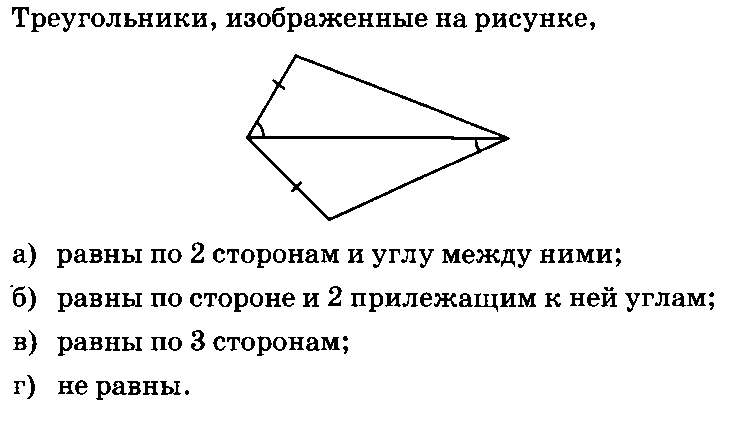 Треугольники, изображенные на рисунке,
а) равны по 2 сторонам и углу между ними;
б) равны по стороне и 2 прилежащим к ней углам;
в) равны по 3 сторонам;
г) не равны.